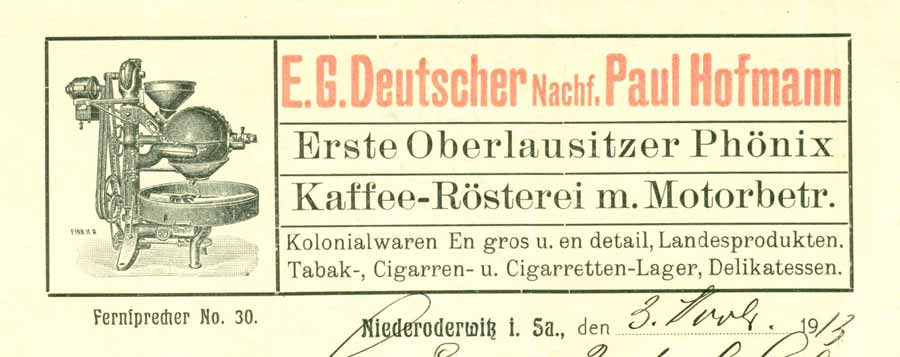 E.G. Deutscher Nachf. Paul Hofmann
Erste Oberlausitzer Phönix
Kaffee-Rösterei m. Motorbetr.
Kolonialwaren En gros u. en detail, Landesprodukten.
Tabak-, Cigarren- u. Cigarretten-Lager, Delikatessen.
Fernsprecher No. 30.
Niederoderwitz i. Sa., den 3. Novb. 1913